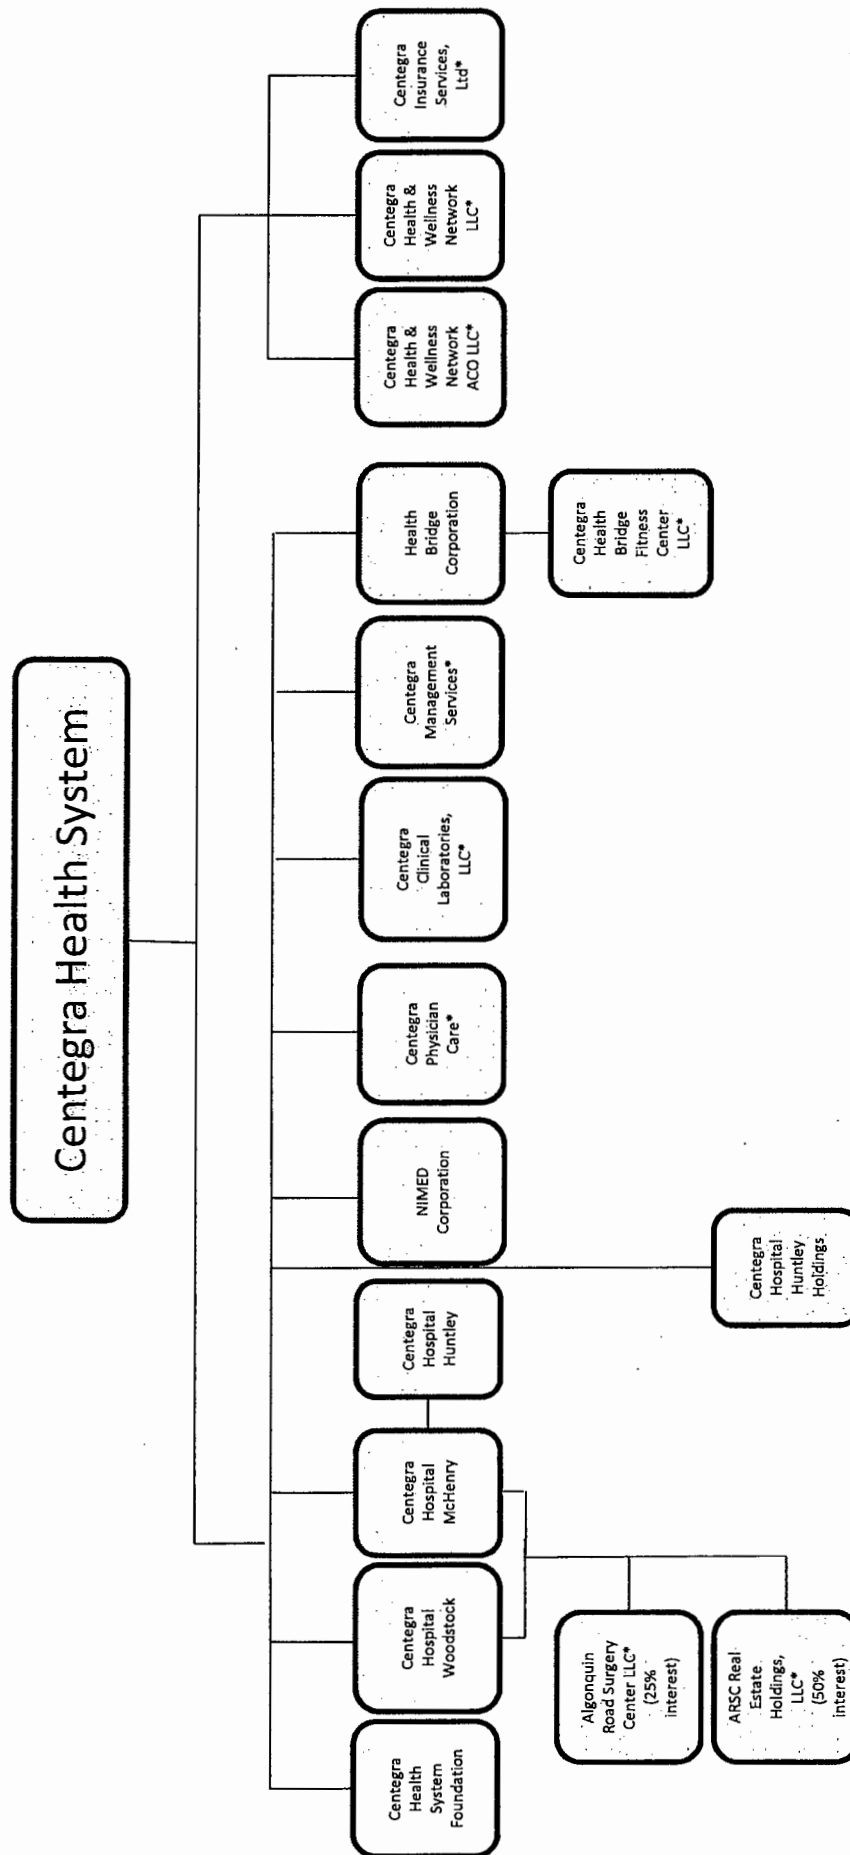 Centegra Health System
Centegra
Health
System
Foundation
Centegra
Hospital
Woodstock
Centegra
Hospital
McHenry
Centegra
Hospital
Huntley
NIMED
Corporation
Centegra
Physician
Care*
Centegra
Clinical
Laboratories,
LLC*
Centegra
Management
Services*
Health
Bridge
Corporation
Centegra
Health &
Wellness
Network
ACO LLC*
Centegra
Health &
Wellness
Network
LLC*
Centegra
Insurance
Services,
Ltd*
Algonquin
Road Surgery
Center LLC*
(25%
interest)
Centegra
Health
Bridge
Fitness
Center
LLC*
ARSC Real
Estate
Holdings,
LLC*
(50%
interest)
Centegra
Hospital
Huntley
Holdings